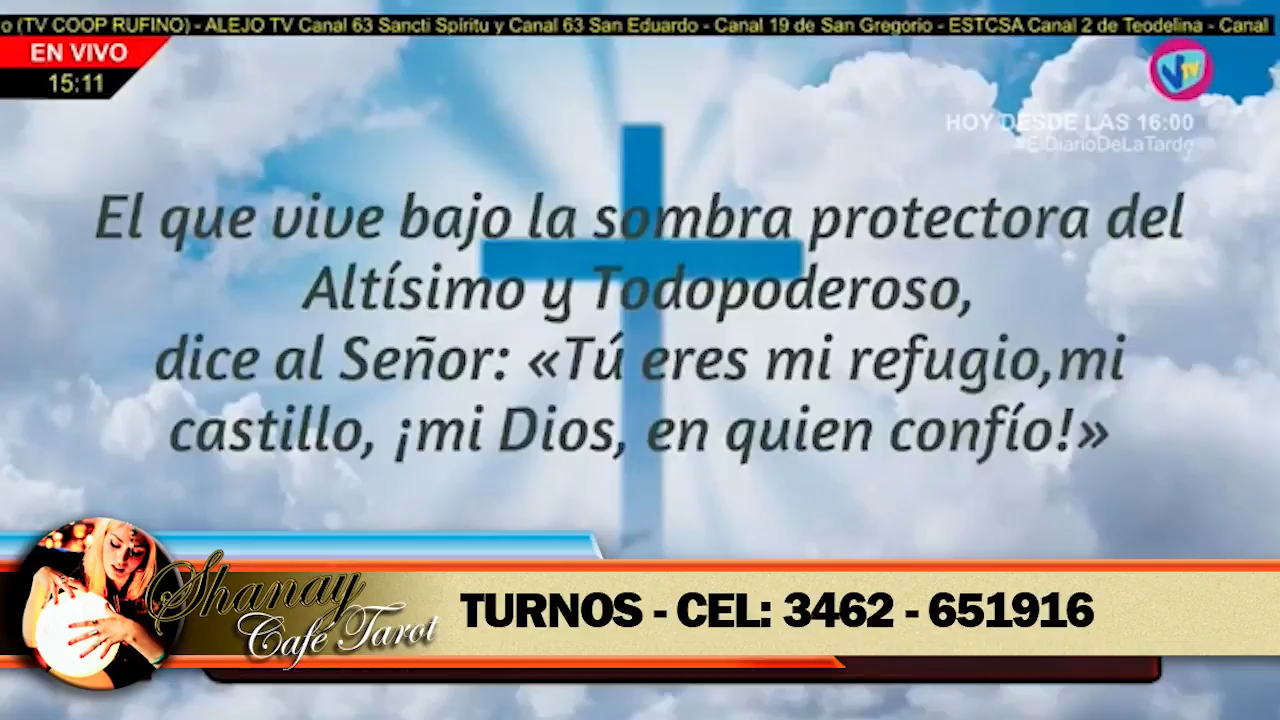 o (TV COOP RUFINO) - ALEJO TV Canal 63 Sancti Spíritu y Canal 63 San Eduardo - Canal 19 de San Gregorio - ESTCSA Canal 2 de Teodelina - Canal
EN VIVO
15:11
VTV
HOY DESDE LAS 16:00
#ElDiarioDeLaTarde
El que vive bajo la sombra protectora del
Altísimo y Todopoderoso,
dice al Señor: «Tú eres mi refugio,mi
castillo, ¡mi Dios, en quien confío!»
Shanay
Café Tarot
TURNOS - CEL: 3462 - 651916